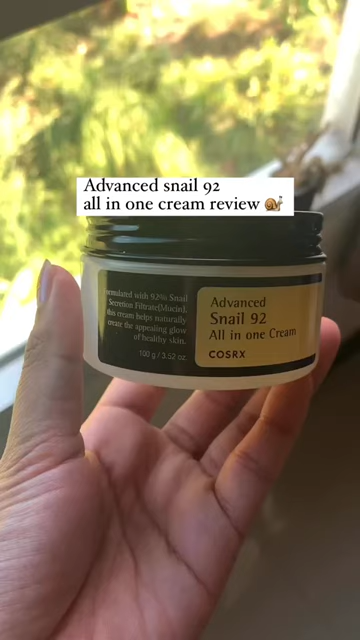 Advanced snail 92
all in one cream review 🐌
formulated with 92% Snail
Secretion Filtrate(Mucin),
this cream helps naturally
create the appealing glow
of healthy skin.
100 g / 3.52 oz.
Advanced
Snail 92
All in one Cream
COSRX